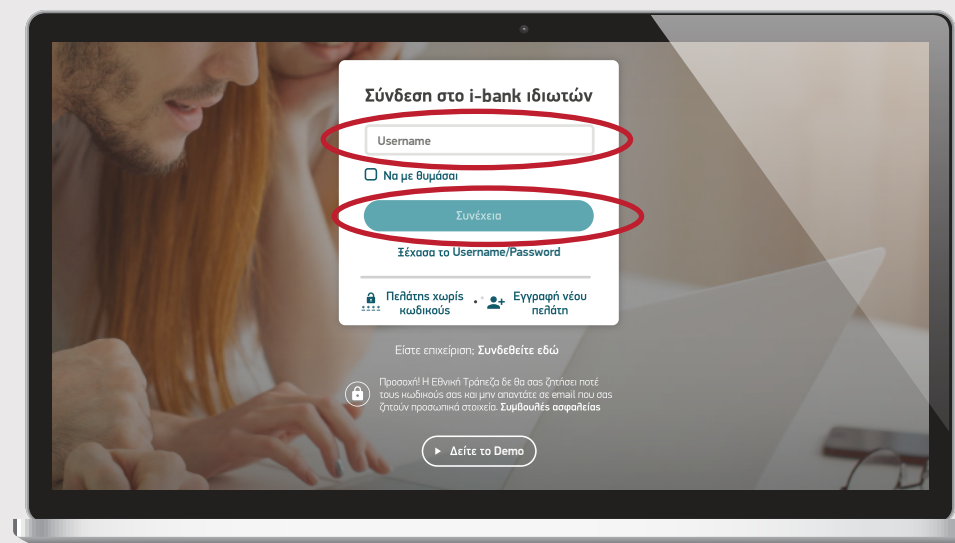 Σύνδεση στο i-bank ιδιωτών
Username
Να με θυμάσαι
Συνέχεια
Ξέχασα το Username/Password
Πελάτης χωρίς
κωδικούς
Εγγραφή νέου
πελάτη
Είστε επιχείρηση; Συνδεθείτε εδώ
Προσοχή! Η Εθνική Τράπεζα δε θα σας ζητήσει ποτέ
τους κωδικούς σας και μην απαντάτε σε email που σας
ζητούν προσωπικά στοιχεία. Συμβουλές ασφαλείας
Δείτε το Demo